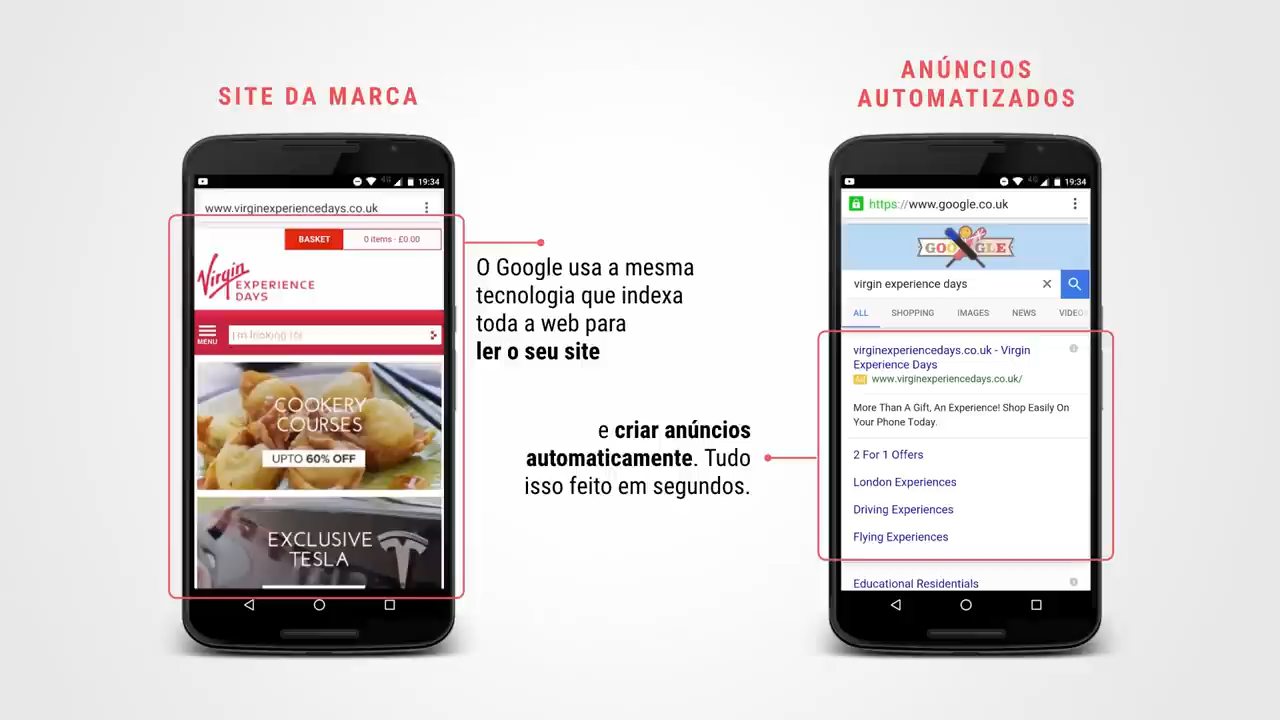 SITE DA MARCA
19:34
www.virginexperiencedays.co.uk
BASKET
0 items - £0.00
Virgin
EXPERIENCE
DAYS
MENU
I'm looking for
COOKERY
COURSES
UPTO 60% OFF
EXCLUSIVE
TESLA
O Google usa a mesma
tecnologia que indexa
toda a web para
ler o seu site
e criar anúncios
automaticamente. Tudo
isso feito em segundos.
ANÚNCIOS
AUTOMATIZADOS
4G
19:34
https://www.google.co.uk
GOOGLE
virgin experience days
ALL
SHOPPING
IMAGES
NEWS
VIDEO
virginexperiencedays.co.uk - Virgin
Experience Days
Ad
www.virginexperiencedays.co.uk/
More Than A Gift, An Experience! Shop Easily On
Your Phone Today.
2 For 1 Offers
London Experiences
Driving Experiences
Flying Experiences
Educational Residentials